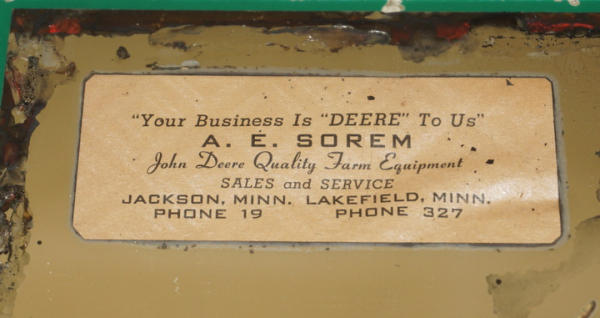 "Your Business Is "DEERE" To Us"
A. E. SOREM
John Deere Quality Farm Equipment
SALES and SERVICE
JACKSON, MINN. LAKEFIELD, MINN.
PHONE 19 PHONE 327